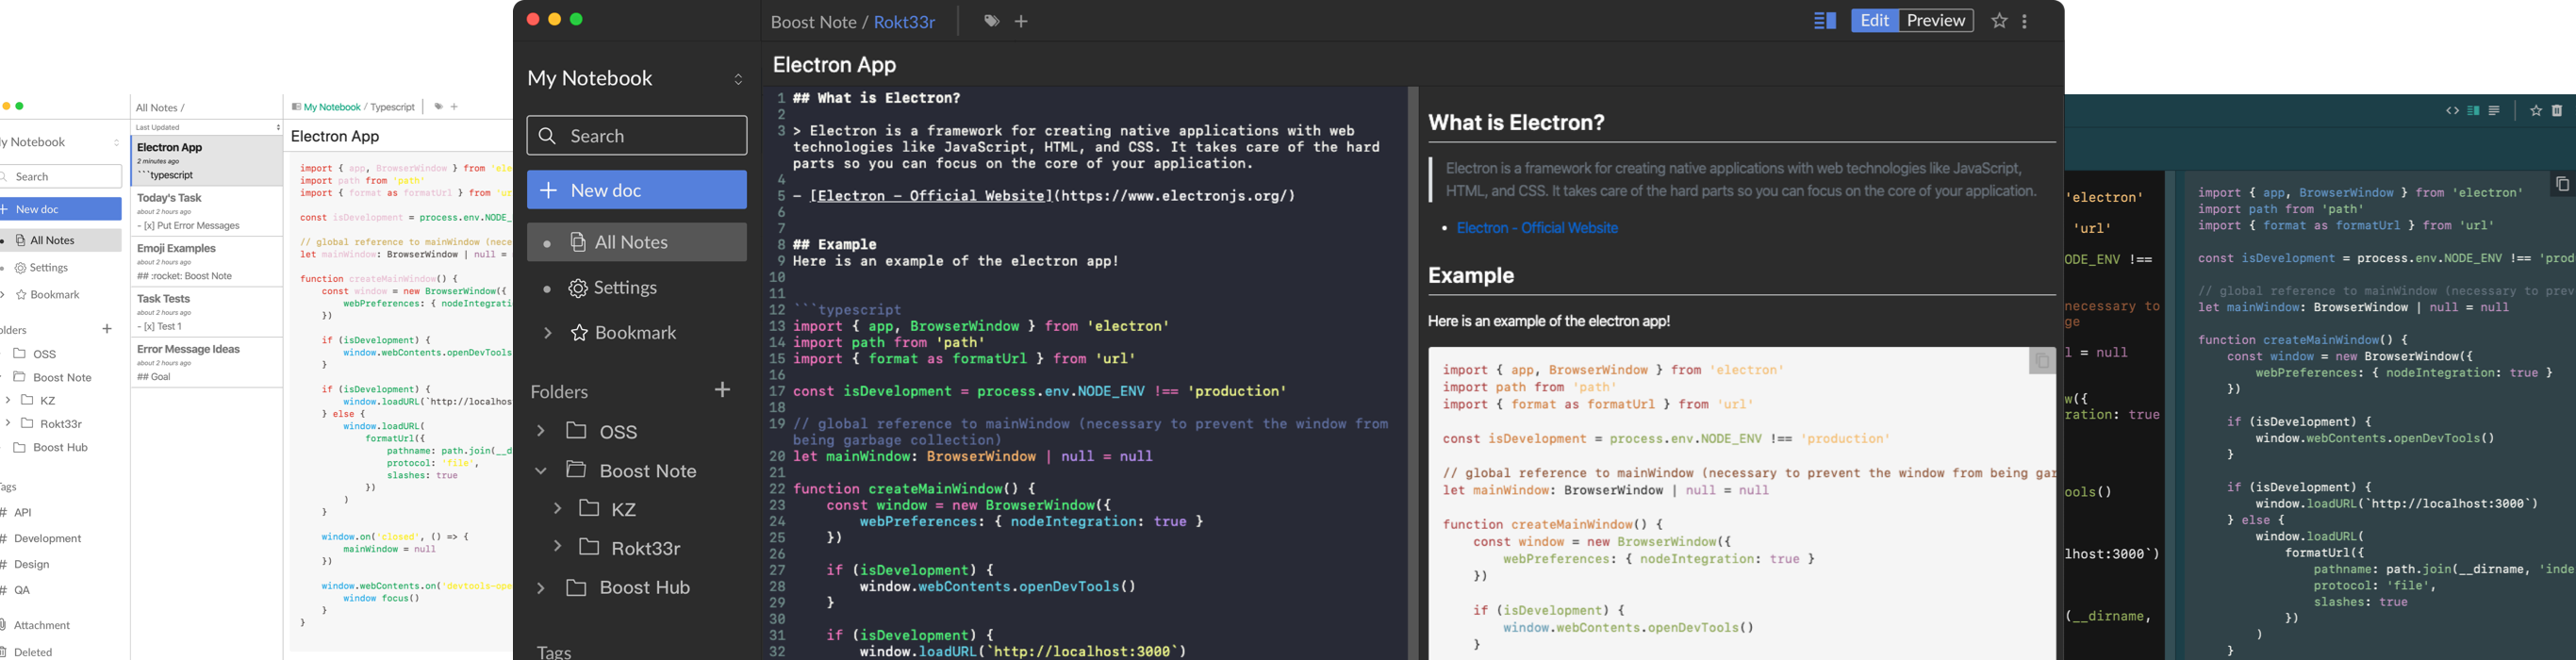 All Notes /
My Notebook / Typescript
Last Updated
y Notebook
Search
New doc
All Notes
Settings
Bookmark
olders
OSS
Boost Note
KZ
Rokt33r
Boost Hub
ags
# API
# Development
# Design
# QA
Attachment
Deleted
Electron App
2 minutes ago
```typescript
Today's Task
about 2 hours ago
- [x] Put Error Messages
Emoji Examples
about 2 hours ago
## :rocket: Boost Note
Task Tests
about 2 hours ago
- [x] Test 1
Error Message Ideas
about 2 hours ago
## Goal
Electron App
import { app, BrowserWindow } from 'ele
import path from 'path'
import { format as formatUrl } from 'ur
const isDevelopment = process.env.NODE_
// global reference to mainWindow (nece
let mainWindow: BrowserWindow | null =
function createMainWindow() {
const window = new BrowserWindow({
webPreferences: { nodeIntegrati
})
if (isDevelopment) {
window.webContents.openDevTools
}
if (isDevelopment) {
window.loadURL(`http://localhos
} else {
window.loadURL(
formatUrl({
pathname: path.join(__d
protocol: 'file',
slashes: true
})
)
}
window.on('closed', () => {
mainWindow = null
})
window.webContents.on('devtools-ope
window focus()
}
}
Boost Note / Rokt33r
Edit Preview
My Notebook
Search
New doc
All Notes
Settings
Bookmark
Folders
OSS
Boost Note
KZ
Rokt33r
Boost Hub
Tags
Electron App
1 ## What is Electron?
2
3 > Electron is a framework for creating native applications with web
technologies like JavaScript, HTML, and CSS. It takes care of the hard
parts so you can focus on the core of your application.
4
5 - [Electron - Official Website](https://www.electronjs.org/)
6
7
8 ## Example
9 Here is an example of the electron app!
10
11
12 ```typescript
13 import { app, BrowserWindow } from 'electron'
14 import path from 'path'
15 import { format as formatUrl } from 'url'
16
17 const isDevelopment = process.env.NODE_ENV !== 'production'
18
19 // global reference to mainWindow (necessary to prevent the window from
being garbage collection)
20 let mainWindow: BrowserWindow | null = null
21
22 function createMainWindow() {
23 const window = new BrowserWindow({
24 webPreferences: { nodeIntegration: true }
25 })
26
27 if (isDevelopment) {
28 window.webContents.openDevTools()
29 }
30
31 if (isDevelopment) {
32 window.loadURL(`http://localhost:3000`)
What is Electron?
Electron is a framework for creating native applications with web technologies like JavaScript,
HTML, and CSS. It takes care of the hard parts so you can focus on the core of your application.
• Electron - Official Website
Example
Here is an example of the electron app!
import { app, BrowserWindow } from 'electron'
import path from 'path'
import { format as formatUrl } from 'url'
const isDevelopment = process.env.NODE_ENV !== 'production'
// global reference to mainWindow (necessary to prevent the window from being gar
let mainWindow: BrowserWindow | null = null
function createMainWindow() {
const window = new BrowserWindow({
webPreferences: { nodeIntegration: true }
})
if (isDevelopment) {
window.webContents.openDevTools()
}
'electron'
'url'
ODE_ENV !==
necessary to
ge
l = null
w({
ration: true
ools()
lhost:3000`)
(__dirname,
import { app, BrowserWindow } from 'electron'
import path from 'path'
import { format as formatUrl } from 'url'
const isDevelopment = process.env.NODE_ENV !== 'prod
// global reference to mainWindow (necessary to prev
let mainWindow: BrowserWindow | null = null
function createMainWindow() {
const window = new BrowserWindow({
webPreferences: { nodeIntegration: true }
})
if (isDevelopment) {
window.webContents.openDevTools()
}
if (isDevelopment) {
window.loadURL(`http://localhost:3000`)
} else {
window.loadURL(
formatUrl({
pathname: path.join(__dirname, 'inde
protocol: 'file',
slashes: true
})
)
}